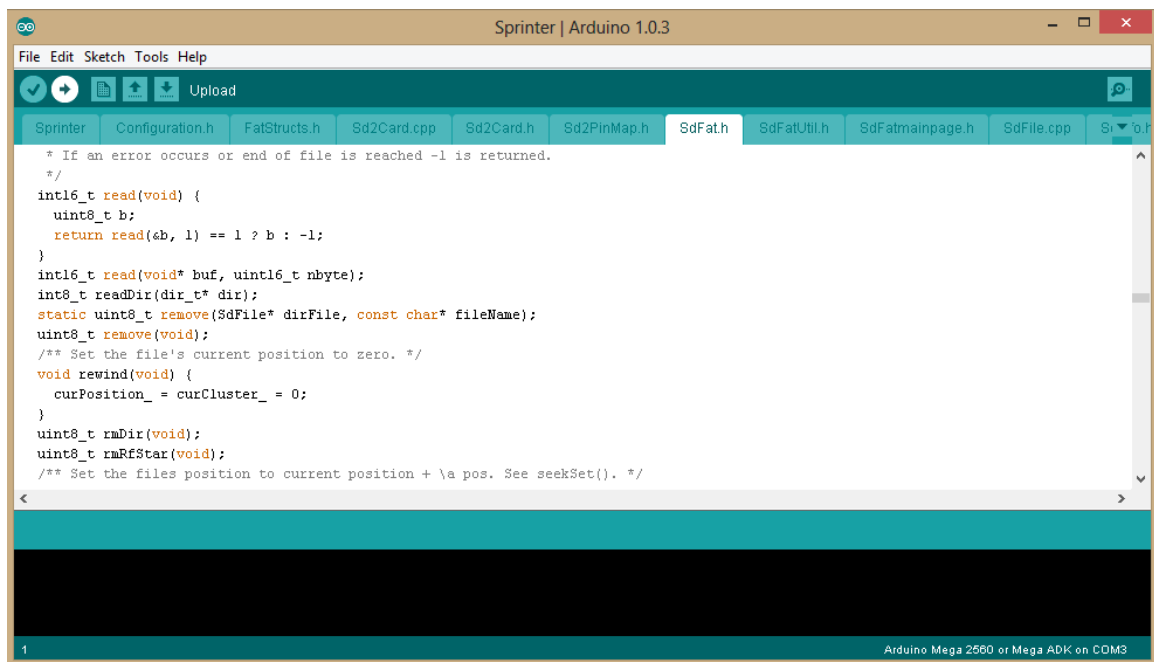 Sprinter | Arduino 1.0.3
File Edit Sketch Tools Help
Upload
Sprinter Configuration.h FatStructs.h Sd2Card.cpp Sd2Card.h Sd2PinMap.h SdFat.h SdFatUtil.h SdFatmainpage.h SdFile.cpp
* If an error occurs or end of file is reached -1 is returned.
*/
int16_t read(void) {
uint8_t b;
return read(&b, 1) == 1 ? b : -1;
}
int16_t read(void* buf, uint16_t nbyte);
int8_t readDir(dir_t* dir);
static uint8_t remove(SdFile* dirFile, const char* fileName);
uint8_t remove(void);
/** Set the file's current position to zero. */
void rewind(void) {
curPosition_ = curCluster_ = 0;
}
uint8_t rmDir(void);
uint8_t rmRfStar(void);
/** Set the files position to current position + \a pos. See seekSet(). */
1
Arduino Mega 2560 or Mega ADK on COM3